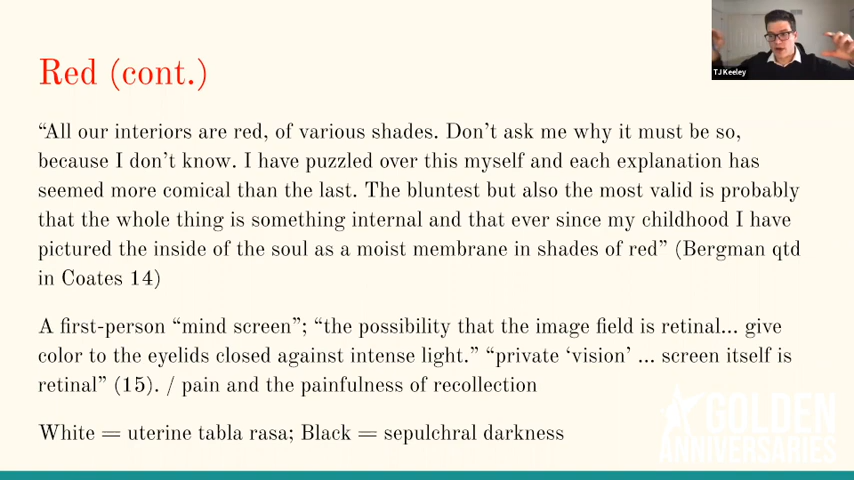 Red (cont.)
TJ Keeley
“All our interiors are red, of various shades. Don’t ask me why it must be so,
because I don’t know. I have puzzled over this myself and each explanation has
seemed more comical than the last. The bluntest but also the most valid is probably
that the whole thing is something internal and that ever since my childhood I have
pictured the inside of the soul as a moist membrane in shades of red” (Bergman qtd
in Coates 14)
A first-person “mind screen”; “the possibility that the image field is retinal... give
color to the eyelids closed against intense light.” “private ‘vision’ ... screen itself is
retinal” (15). / pain and the painfulness of recollection
White = uterine tabla rasa; Black = sepulchral darkness
GOLDEN
ANNIVERSARIES